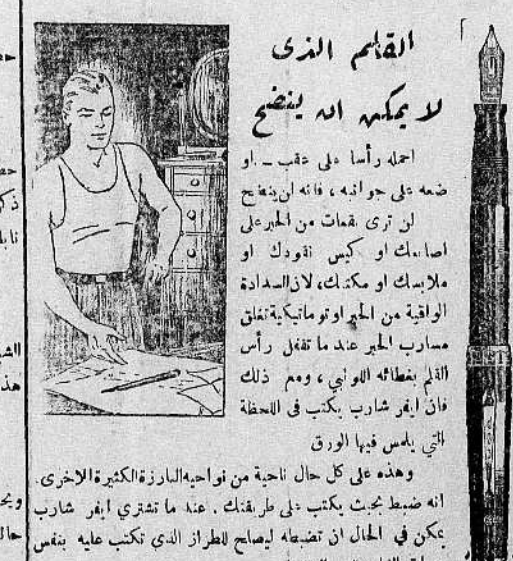 القلم الذى
لا يمكن ان ينضح
احمله رأسا على عقب – او
ضعه على جوانبه ، فانه لن ينضح
لن ترى بقعات من الحبر على
اصابعك او كيس نقودك او
ملابسك او مكتبك، لان السدادة
الواقية من الحبر اوتوماتيكية تغلق
مسارب الحبر عند ما تقفل رأس
القلم بغطائه اللولبي ، ومع ذلك
فان ايفر شارب يكتب فى اللحظة
التي يلمس فيها الورق
وهذه على كل حال ناحية من نواحيه البارزة الكثيرة الاخرى.
انه ضبط بحيث يكتب على طريقتك . عند ما تشتري ايفر شارب
يمكن في الحال ان تضبطه ليصلح للطراز الذي تكتب عليه بنفس